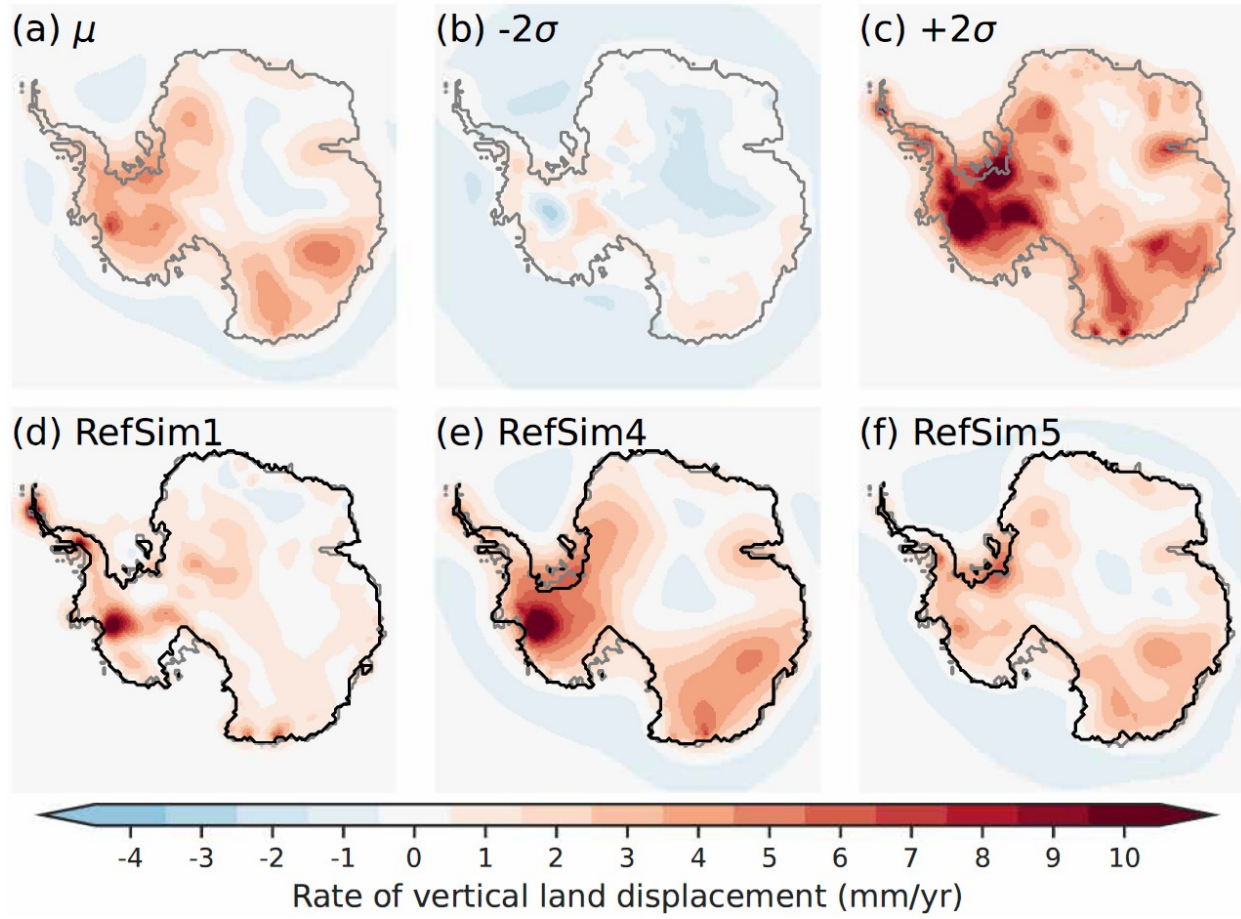 (a) μ
(b) -2σ
(c) +2σ
(d) RefSim1
(e) RefSim4
(f) RefSim5
-4 -3 -2 -1 0 1 2 3 4 5 6 7 8 9 10
Rate of vertical land displacement (mm/yr)